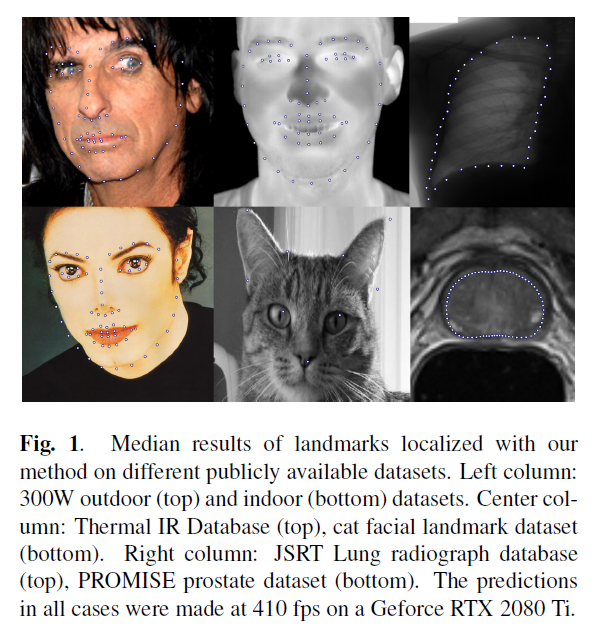 Fig. 1. Median results of landmarks localized with our
method on different publicly available datasets. Left column:
300W outdoor (top) and indoor (bottom) datasets. Center col-
umn: Thermal IR Database (top), cat facial landmark dataset
(bottom). Right column: JSRT Lung radiograph database
(top), PROMISE prostate dataset (bottom). The predictions
in all cases were made at 410 fps on a Geforce RTX 2080 Ti.